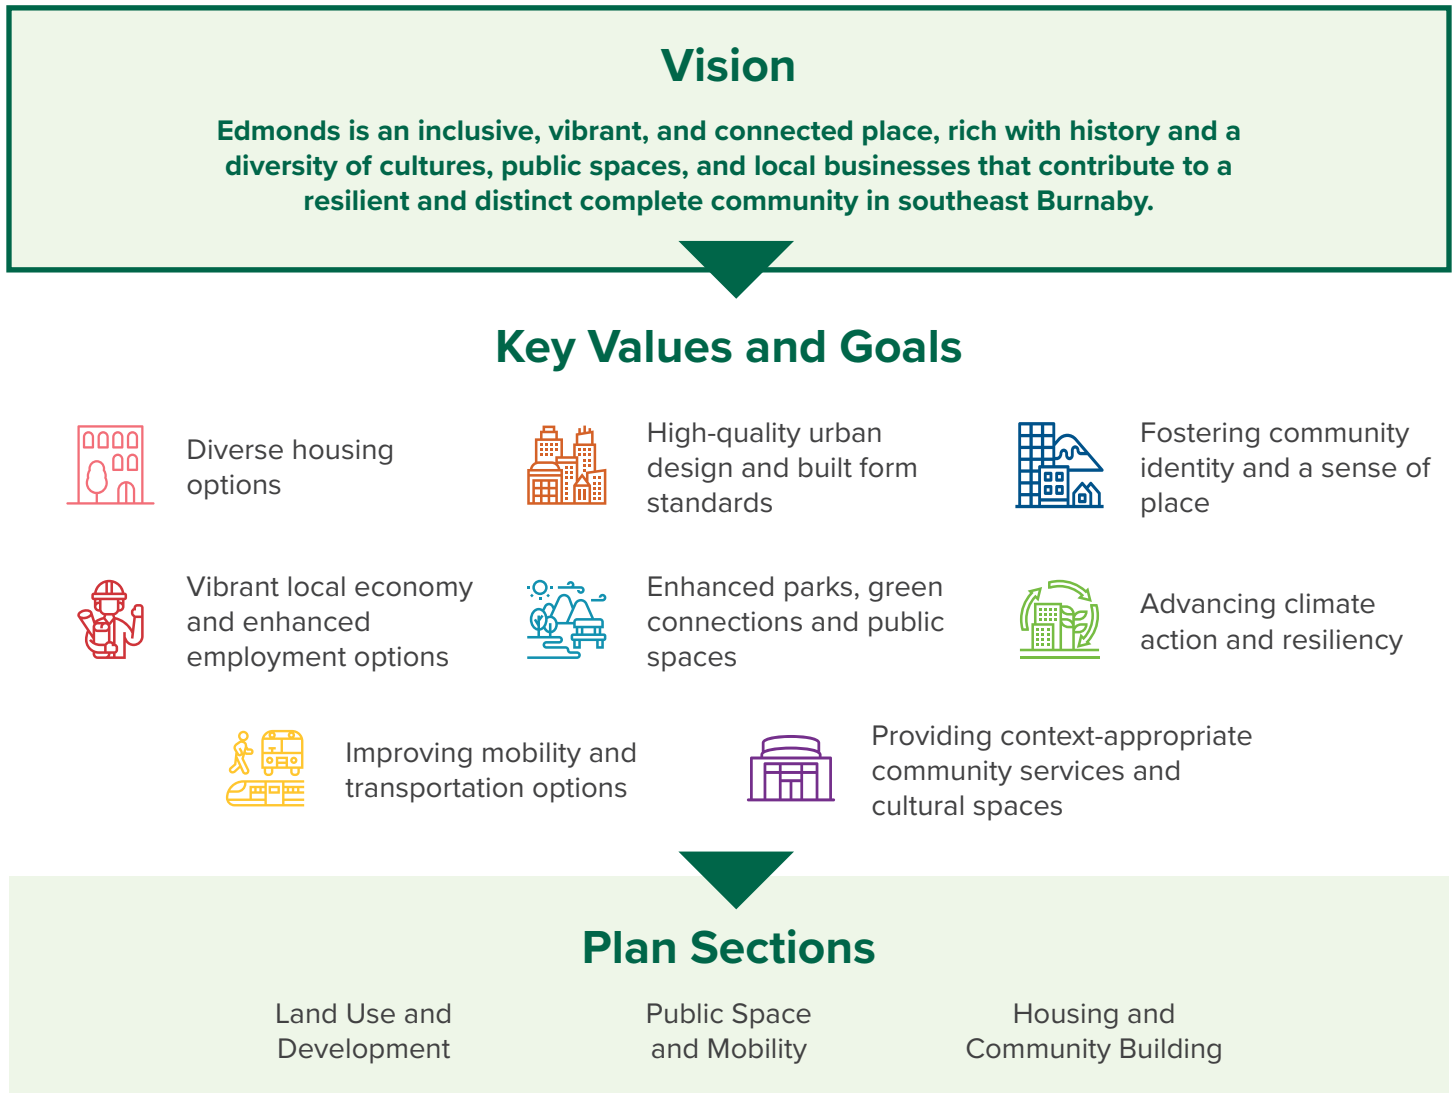 Vision
Edmonds is an inclusive, vibrant, and connected place, rich with history and a
diversity of cultures, public spaces, and local businesses that contribute to a
resilient and distinct complete community in southeast Burnaby.
Key Values and Goals
Diverse housing
options
High-quality urban
design and built form
standards
Fostering community
identity and a sense of
place
Vibrant local economy
and enhanced
employment options
Enhanced parks, green
connections and public
spaces
Advancing climate
action and resiliency
Improving mobility and
transportation options
Providing context-appropriate
community services and
cultural spaces
Plan Sections
Land Use and
Development
Public Space
and Mobility
Housing and
Community Building